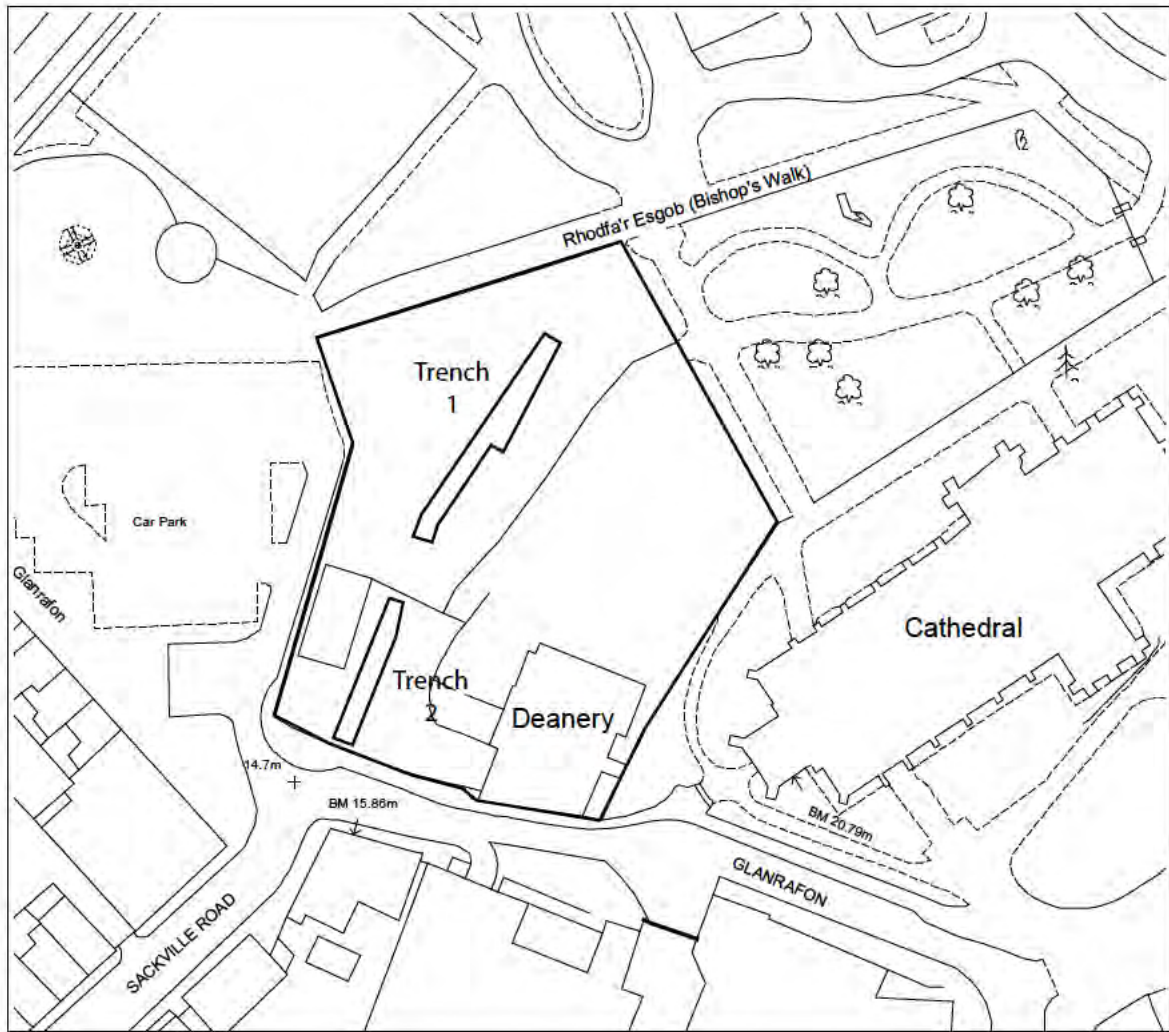 Rhodfa'r Esgob (Bishop's Walk)
Trench
1
Car Park
Glanrafon
Cathedral
Trench
2
Deanery
14.7m
BM 15.86m
BM 20.79m
GLANRAFON
SACKVILLE ROAD